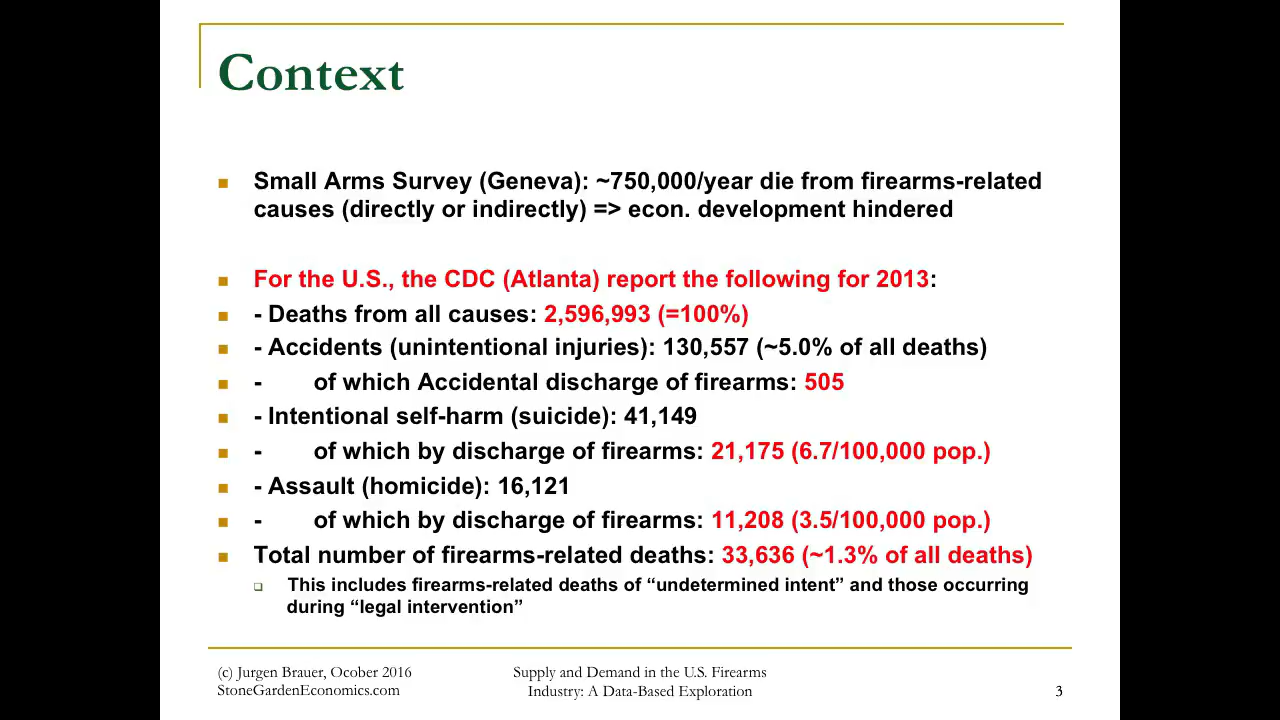 Context
Small Arms Survey (Geneva): ~750,000/year die from firearms-related
causes (directly or indirectly) => econ. development hindered
For the U.S., the CDC (Atlanta) report the following for 2013:
- Deaths from all causes: 2,596,993 (=100%)
- Accidents (unintentional injuries): 130,557 (~5.0% of all deaths)
- of which Accidental discharge of firearms: 505
- Intentional self-harm (suicide): 41,149
- of which by discharge of firearms: 21,175 (6.7/100,000 pop.)
- Assault (homicide): 16,121
- of which by discharge of firearms: 11,208 (3.5/100,000 pop.)
Total number of firearms-related deaths: 33,636 (~1.3% of all deaths)
This includes firearms-related deaths of “undetermined intent” and those occurring
during “legal intervention”
(c) Jurgen Brauer, Ocober 2016
StoneGardenEconomics.com
Supply and Demand in the U.S. Firearms
Industry: A Data-Based Exploration
3